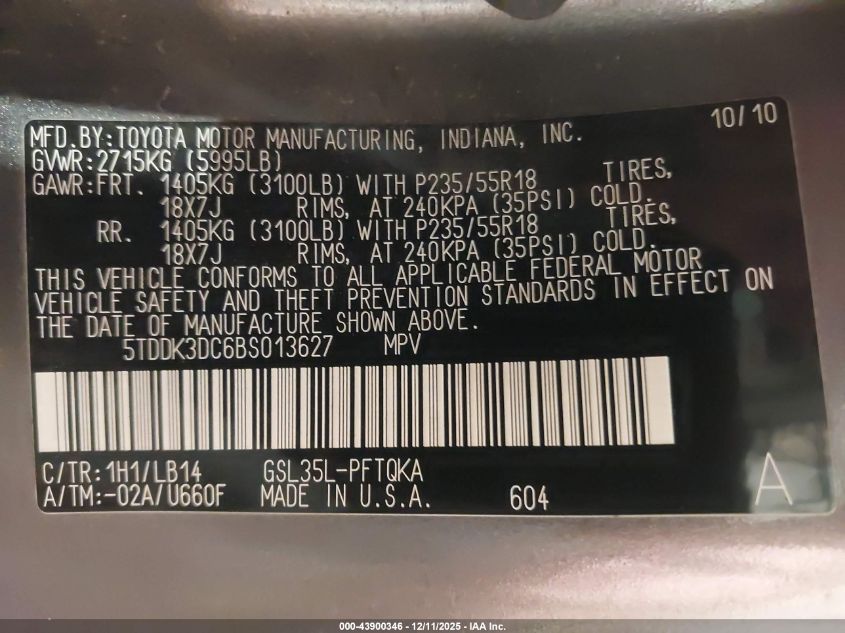 10/10
MFD.BY:TOYOTA MOTOR MANUFACTURING, INDIANA, INC.
GVWR:2715KG (5995LB)
GAWR:FRT. 1405KG (3100LB) WITH P235/55R18 TIRES,
18X7J RIMS, AT 240KPA (35PSI) COLD.
RR. 1405KG (3100LB) WITH P235/55R18 TIRES,
18X7J RIMS, AT 240KPA (35PSI) COLD.
THIS VEHICLE CONFORMS TO ALL APPLICABLE FEDERAL MOTOR
VEHICLE SAFETY AND THEFT PREVENTION STANDARDS IN EFFECT ON
THE DATE OF MANUFACTURE SHOWN ABOVE.
5TDDK3DC6BS013627 MPV
C/TR:1H1/LB14 GSL35L-PFTQKA
A/TM:-02A/U660F MADE IN U.S.A. 604 A
000-43900346 - 12/11/2025 - IAA Inc.